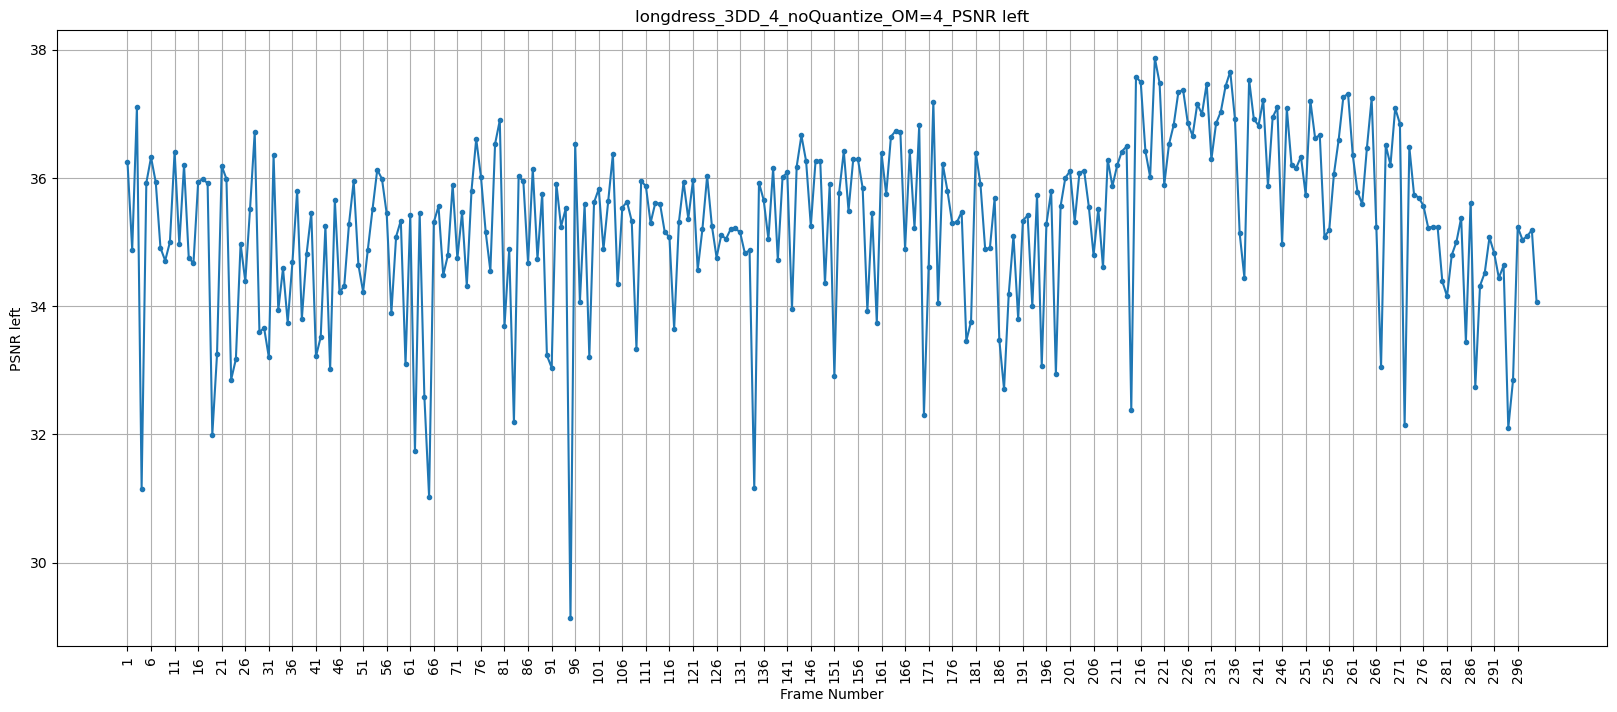 longdress_3DD_4_noQuantize_OM=4_PSNR left
PSNR left
38
36
34
32
30
1 6 11 16 21 26 31 36 41 46 51 56 61 66 71 76 81 86 91 96 101 106 111 116 121 126 131 136 141 146 151 156 161 166 171 176 181 186 191 196 201 206 211 216 221 226 231 236 241 246 251 256 261 266 271 276 281 286 291 296
Frame Number